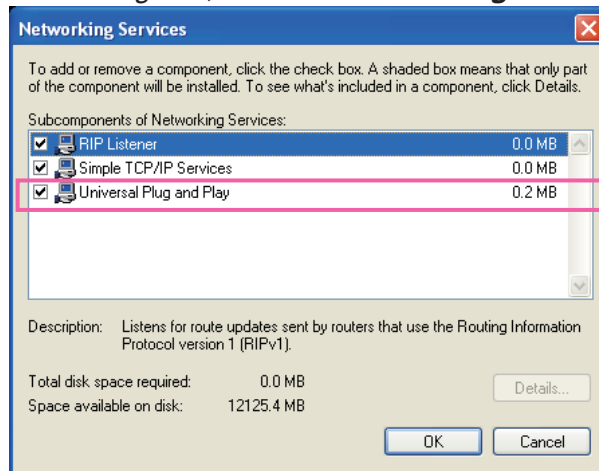 Networking Services
To add or remove a component, click the check box. A shaded box means that only part
of the component will be installed. To see what's included in a component, click Details.
Subcomponents of Networking Services:
RIP Listener 0.0 MB
Simple TCP/IP Services 0.0 MB
Universal Plug and Play 0.2 MB
Description: Listens for route updates sent by routers that use the Routing Information
Protocol version 1 (RIPv1).
Total disk space required: 0.0 MB
Details...
Space available on disk: 12125.4 MB
OK Cancel